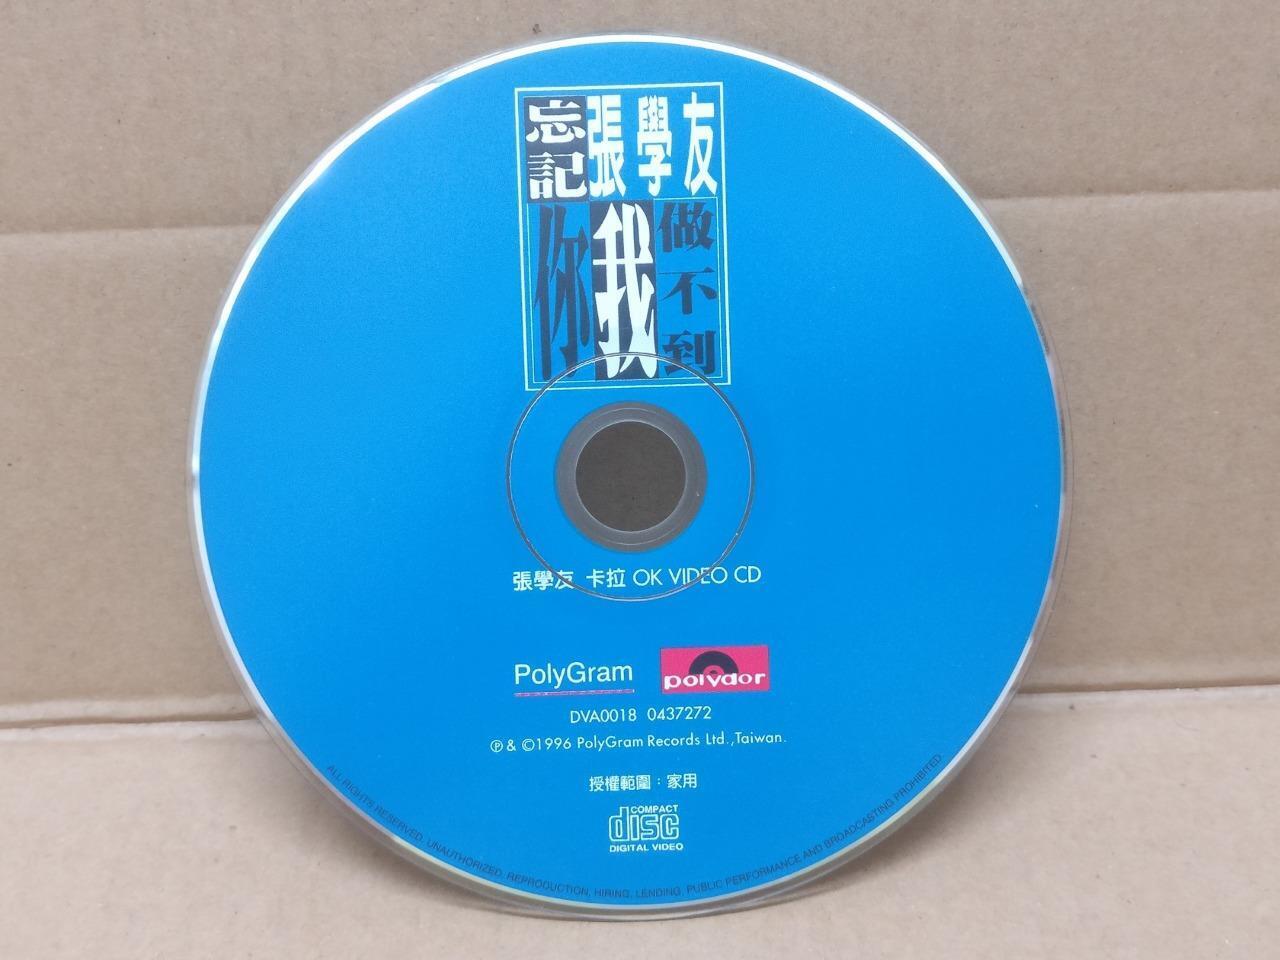 忘記 張學友
你 我 做不到
張學友 卡拉 OK VIDEO CD
PolyGram polydor
DVA0018 0437272
℗ & ©1996 PolyGram Records Ltd.,Taiwan.
授權範圍：家用
COMPACT
disc
DIGITAL VIDEO
ALL RIGHTS RESERVED, UNAUTHORIZED, REPRODUCTION, HIRING, LENDING, PUBLIC PERFORMANCE AND BROADCASTING PROHIBITED.